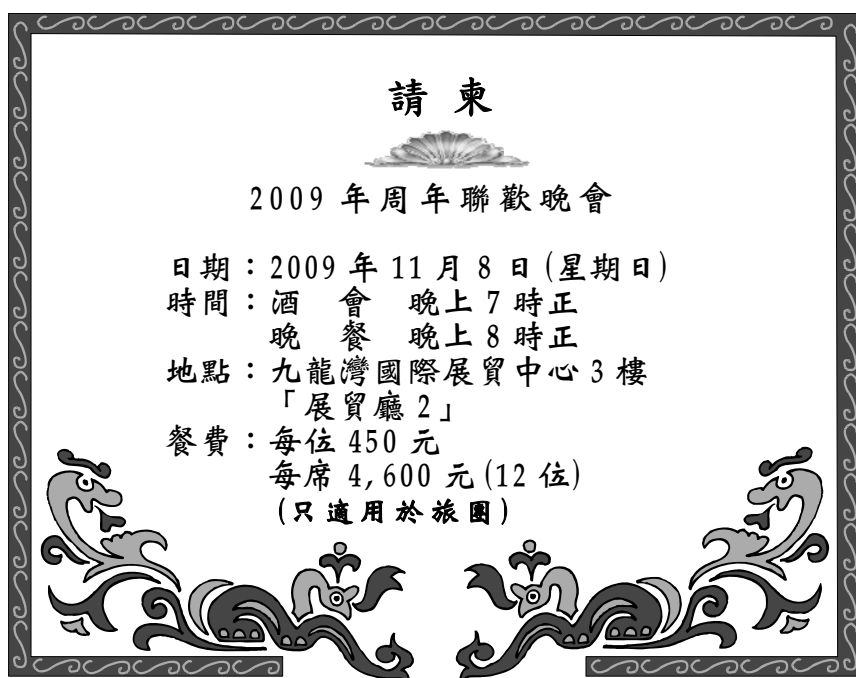 請柬
2009年周年聯歡晚會
日期：2009年11月8日(星期日)
時間：酒 會 晚上7時正
晚 餐 晚上8時正
地點：九龍灣國際展貿中心3樓
「展貿廳2」
餐費：每位450元
每席4,600元(12位)
(只適用於旅團)